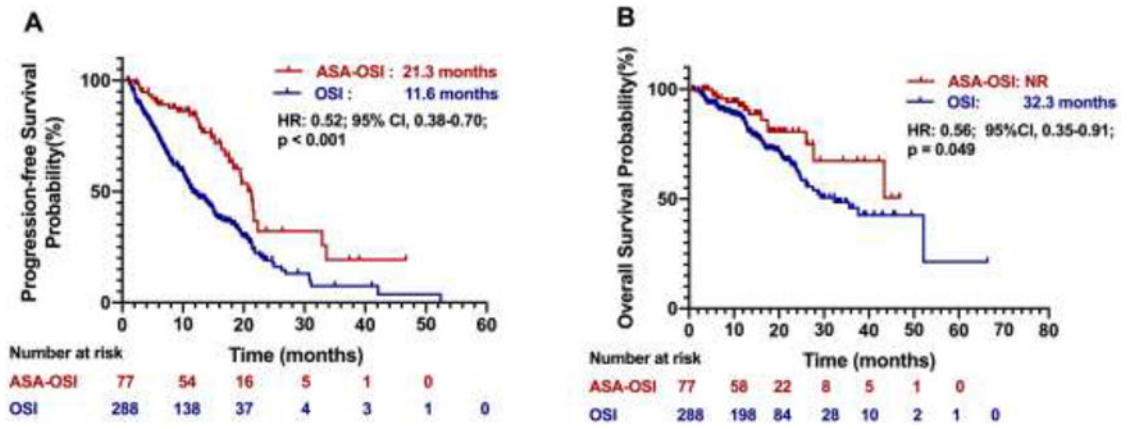 A
Progression-free Survival
Probability(%)
100
50
0
ASA-OSI : 21.3 months
OSI : 11.6 months
HR: 0.52; 95% CI, 0.38-0.70;
p < 0.001
0 10 20 30 40 50 60
Time (months)
Number at risk
ASA-OSI 77 54 16 5 1 0
OSI 288 138 37 4 3 1 0
B
Overall Survival Probability(%)
100
50
0
ASA-OSI: NR
OSI: 32.3 months
HR: 0.56; 95%CI, 0.35-0.91;
p = 0.049
0 10 20 30 40 50 60 70 80
Time (months)
Number at risk
ASA-OSI 77 58 22 8 5 1 0
OSI 288 198 84 28 10 2 1 0